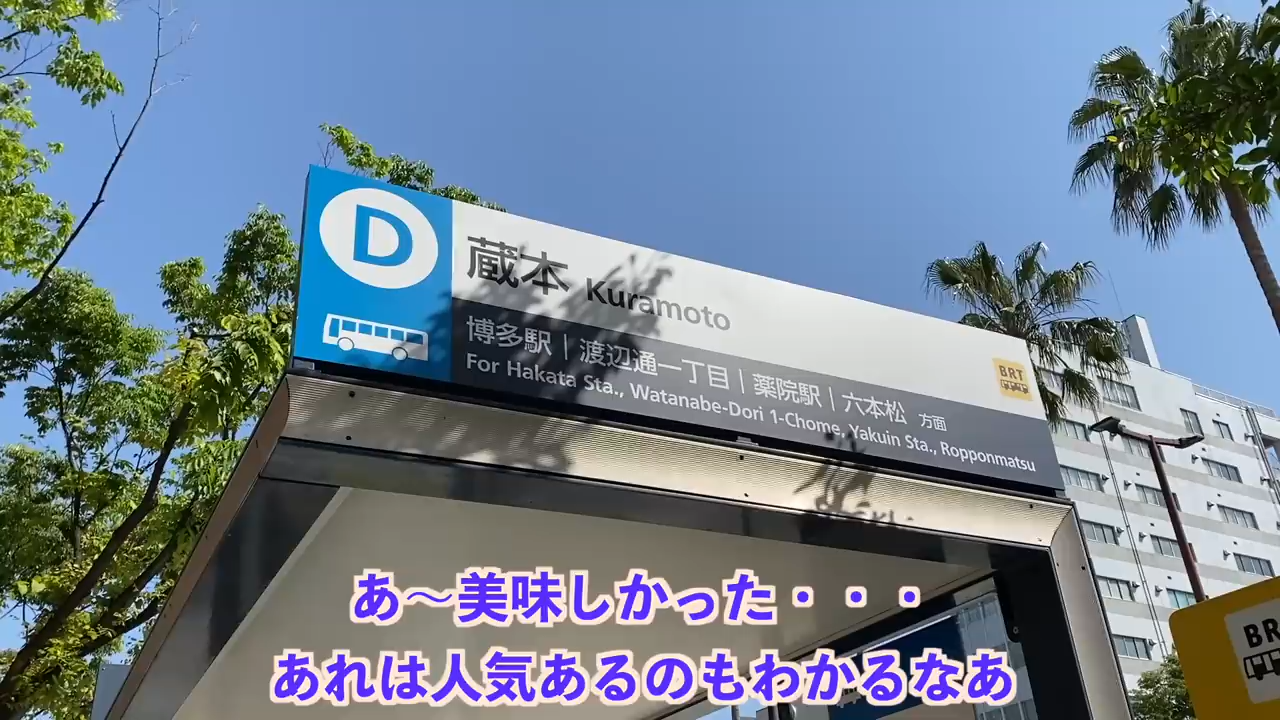 D
蔵本 Kuramoto
博多駅｜渡辺通一丁目｜薬院駅｜六本松 方面
For Hakata Sta., Watanabe-Dori 1-Chome, Yakuin Sta., Ropponmatsu
BRT
BRT
あ～美味しかった・・・
あれは人気あるのもわかるなあ